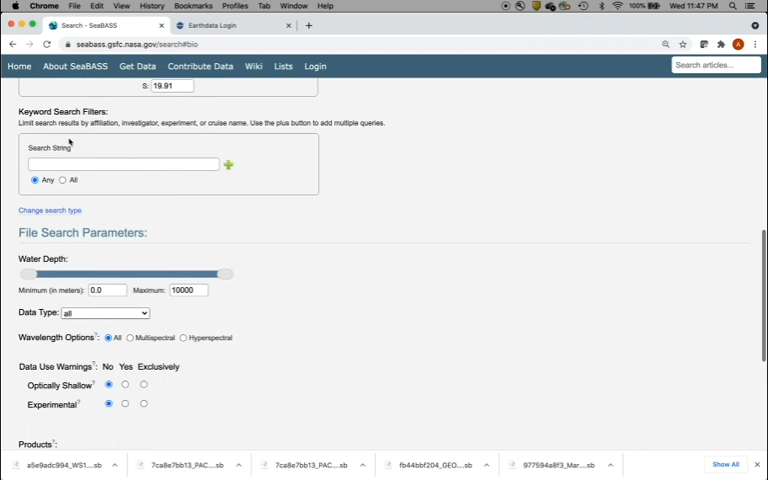 Chrome File Edit View History Bookmarks Profiles Tab Window Help 100% Wed 11:47 PM
Search - SeaBASS Earthdata Login
seabass.gsfc.nasa.gov/search#bio
Home About SeaBASS Get Data Contribute Data Wiki Lists Login Search articles...
S: 19.91
Keyword Search Filters:
Limit search results by affiliation, investigator, experiment, or cruise name. Use the plus button to add multiple queries.
Search String?
Any All
Change search type
File Search Parameters:
Water Depth:
Minimum (in meters): 0.0 Maximum: 10000
Data Type: all
Wavelength Options?: All Multispectral Hyperspectral
Data Use Warnings?: No Yes Exclusively
Optically Shallow?
Experimental?
Products?:
a5e9adc994_WS1....sb 7ca8e7bb13_PAC....sb 7ca8e7bb13_PAC....sb fb44bbf204_GEO....sb 977594a8f3_Mar....sb Show All